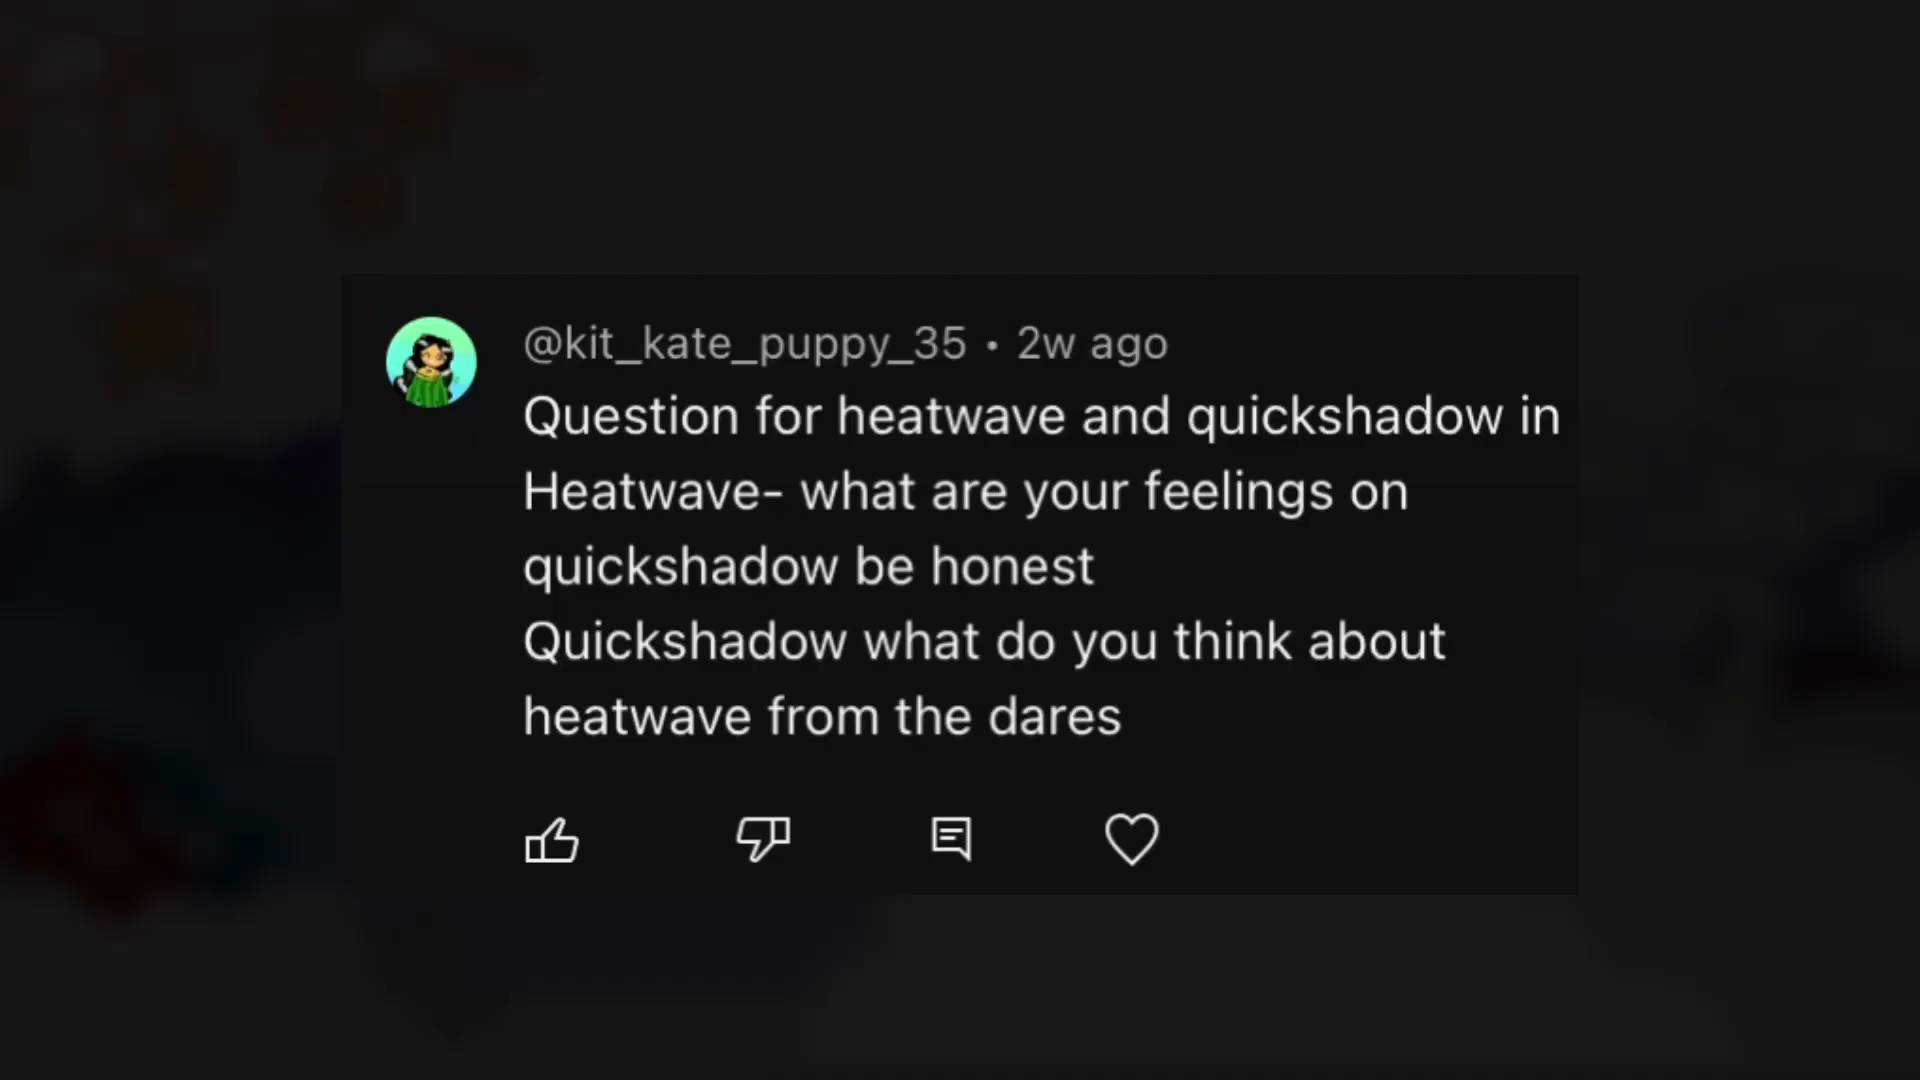 @kit_kate_puppy_35 • 2w ago
Question for heatwave and quickshadow in
Heatwave- what are your feelings on
quickshadow be honest
Quickshadow what do you think about
heatwave from the dares